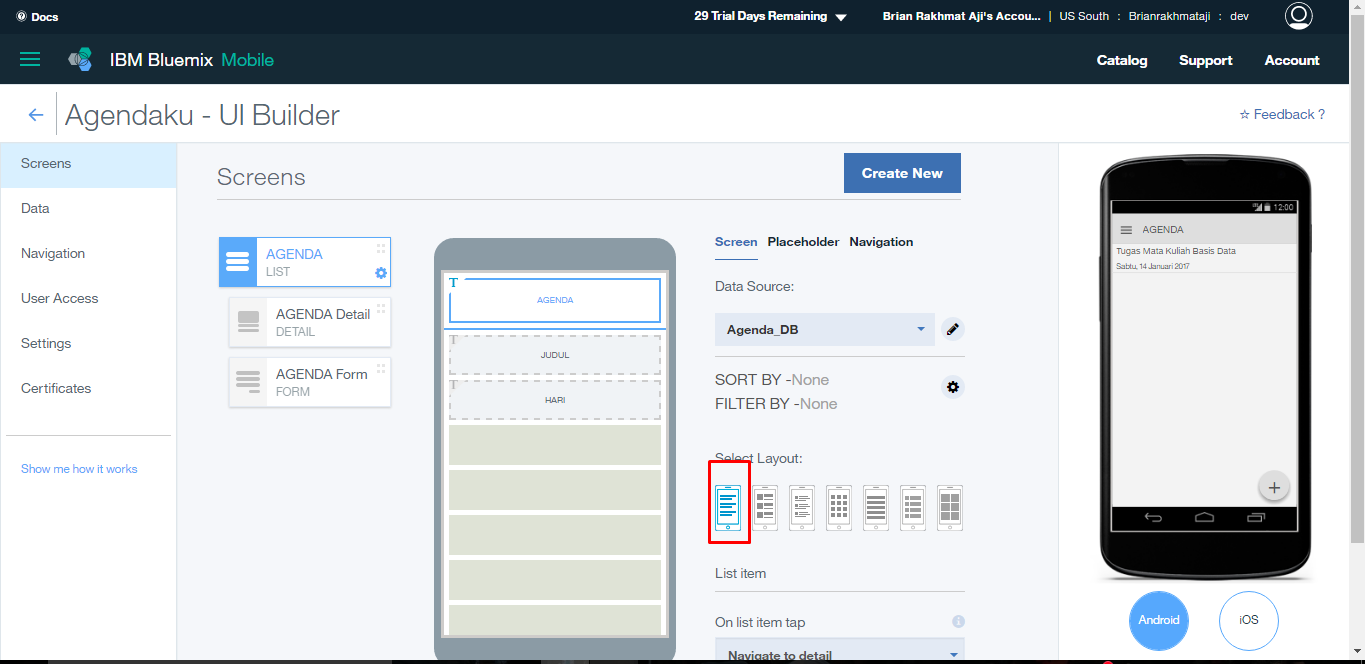 Docs
29 Trial Days Remaining
Brian Rakhmat Aji's Accou... | US South : Brianrakhmataji : dev
IBM Bluemix Mobile
Catalog
Support
Account
Agendaku - UI Builder
Feedback ?
Screens
Data
Navigation
User Access
Settings
Certificates
Show me how it works
Screens
Create New
AGENDA
LIST
AGENDA Detail
DETAIL
AGENDA Form
FORM
T
AGENDA
T
JUDUL
T
HARI
Screen Placeholder Navigation
Data Source:
Agenda_DB
SORT BY -None
FILTER BY -None
Select Layout:
List item
On list item tap
Navigate to detail
12:00
AGENDA
Tugas Mata Kuliah Basis Data
Sabtu, 14 Januari 2017
Android
iOS